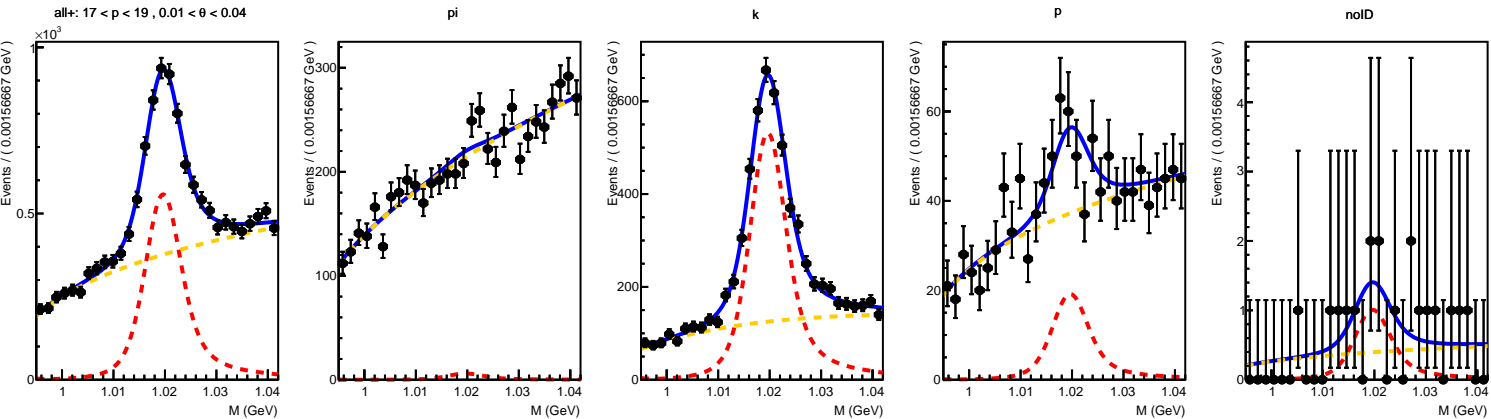 all+: 17 < p < 19 , 0.01 < θ < 0.04
×10³
Events / ( 0.00156667 GeV )
1
0.5
0
1 1.01 1.02 1.03 1.04
M (GeV)
pi
Events / ( 0.00156667 GeV )
300
200
100
0
1 1.01 1.02 1.03 1.04
M (GeV)
k
Events / ( 0.00156667 GeV )
600
400
200
0
1 1.01 1.02 1.03 1.04
M (GeV)
p
Events / ( 0.00156667 GeV )
60
40
20
0
1 1.01 1.02 1.03 1.04
M (GeV)
noID
Events / ( 0.00156667 GeV )
4
3
2
1
0
1 1.01 1.02 1.03 1.04
M (GeV)